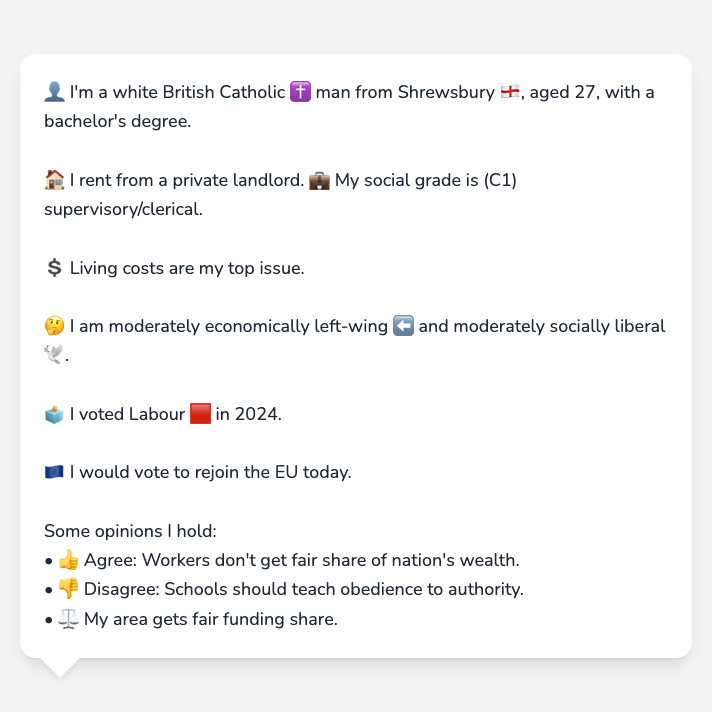 👤 I'm a white British Catholic ✝️ man from Shrewsbury 🏴󠁧󠁢󠁥󠁮󠁧󠁿, aged 27, with a
bachelor's degree.
🏠 I rent from a private landlord. 💼 My social grade is (C1)
supervisory/clerical.
💲 Living costs are my top issue.
🤔 I am moderately economically left-wing ⬅️ and moderately socially liberal
🕊️.
🗳️ I voted Labour 🟥 in 2024.
🇪🇺 I would vote to rejoin the EU today.
Some opinions I hold:
• 👍 Agree: Workers don't get fair share of nation's wealth.
• 👎 Disagree: Schools should teach obedience to authority.
• ⚖️ My area gets fair funding share.